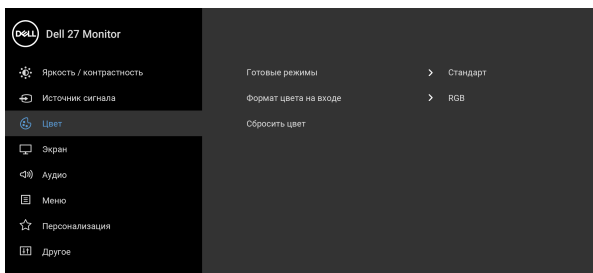 DELL Dell 27 Monitor
Яркость / контрастность
Готовые режимы > Стандарт
Источник сигнала
Формат цвета на входе > RGB
Цвет
Сбросить цвет
Экран
Аудио
Меню
Персонализация
Другое